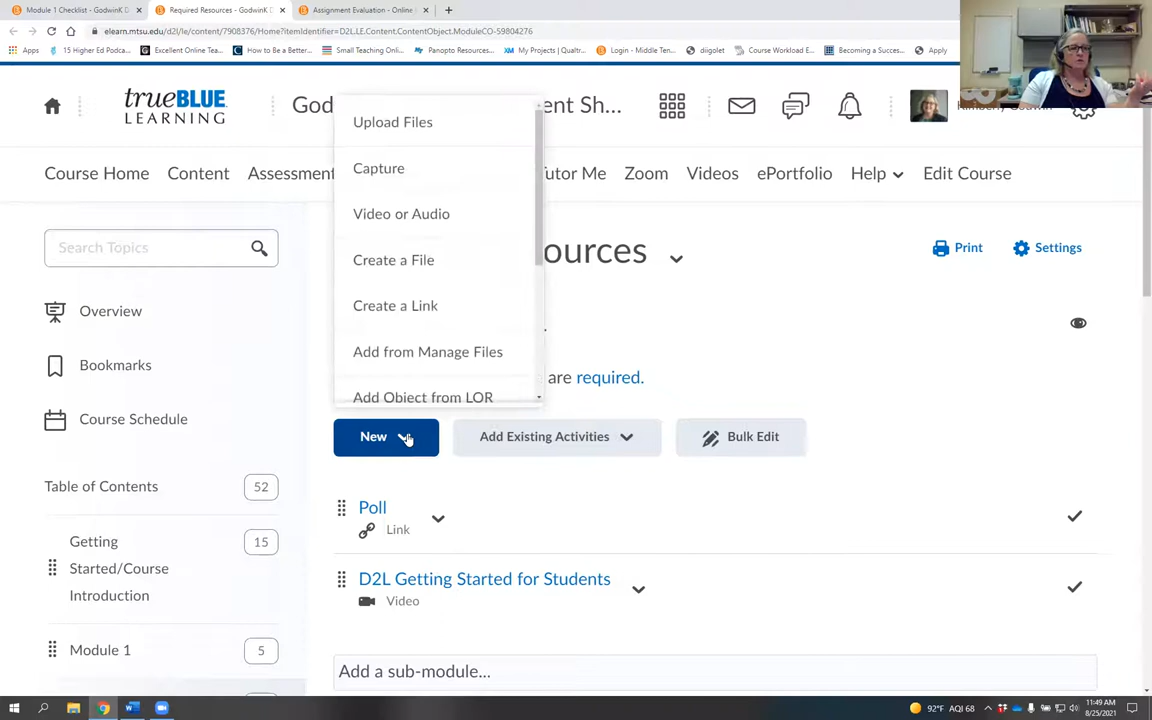 Module 1 Checklist - GodwinK D
Required Resources - GodwinK D
Assignment Evaluation - Online
elearn.mtsu.edu/d2l/le/content/7908376/Home?itemIdentifier=D2L.LE.Content.ContentObject.ModuleCO-59804276
Apps
15 Higher Ed Podca...
Excellent Online Tea...
How to Be a Better...
Small Teaching Onli...
Panopto Resources...
My Projects | Qualtr...
Login - Middle Ten...
diigolet
Course Workload E...
Becoming a Succes...
Apply
trueBLUE
LEARNING
God
ent Sh...
Kimberly Godwin
Course Home
Content
Assessment
Tutor Me
Zoom
Videos
ePortfolio
Help
Edit Course
Upload Files
Capture
Video or Audio
Create a File
Create a Link
Add from Manage Files
Add Object from LOR
Search Topics
ources
Print
Settings
Overview
Bookmarks
Course Schedule
are required.
New
Add Existing Activities
Bulk Edit
Table of Contents
52
Poll
Link
Getting
Started/Course
Introduction
15
D2L Getting Started for Students
Video
Module 1
5
Add a sub-module...
92°F AQI 68
11:49 AM
8/25/2021